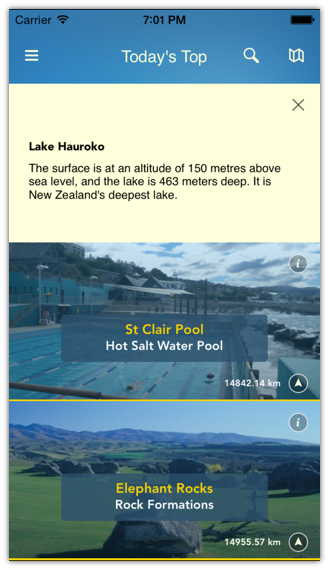 Carrier 7:01 PM
Today's Top
Lake Hauroko
The surface is at an altitude of 150 metres above
sea level, and the lake is 463 meters deep. It is
New Zealand's deepest lake.
i
St Clair Pool
Hot Salt Water Pool
14842.14 km
i
Elephant Rocks
Rock Formations
14955.57 km